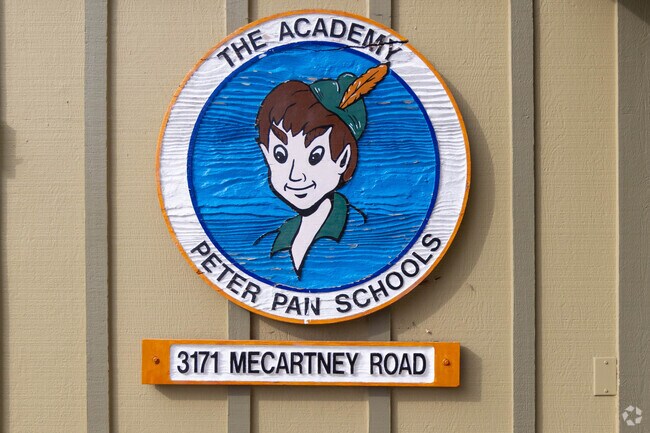 THE ACADEMY
PETER PAN SCHOOLS
3171 MECARTNEY ROAD